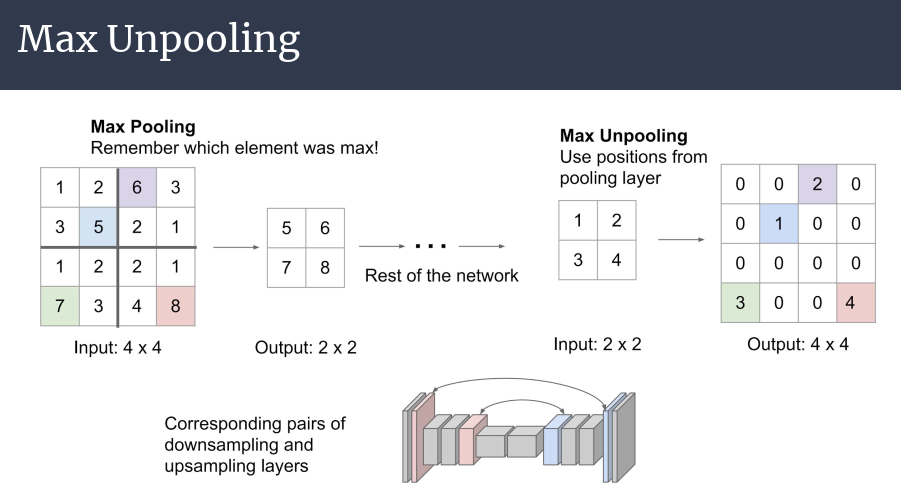 Max Unpooling
Max Pooling
Remember which element was max!
1 2 6 3
3 5 2 1
1 2 2 1
7 3 4 8
Input: 4 x 4
5 6
7 8
Output: 2 x 2
...
Rest of the network
Max Unpooling
Use positions from
pooling layer
1 2
3 4
Input: 2 x 2
0 0 2 0
0 1 0 0
0 0 0 0
3 0 0 4
Output: 4 x 4
Corresponding pairs of
downsampling and
upsampling layers